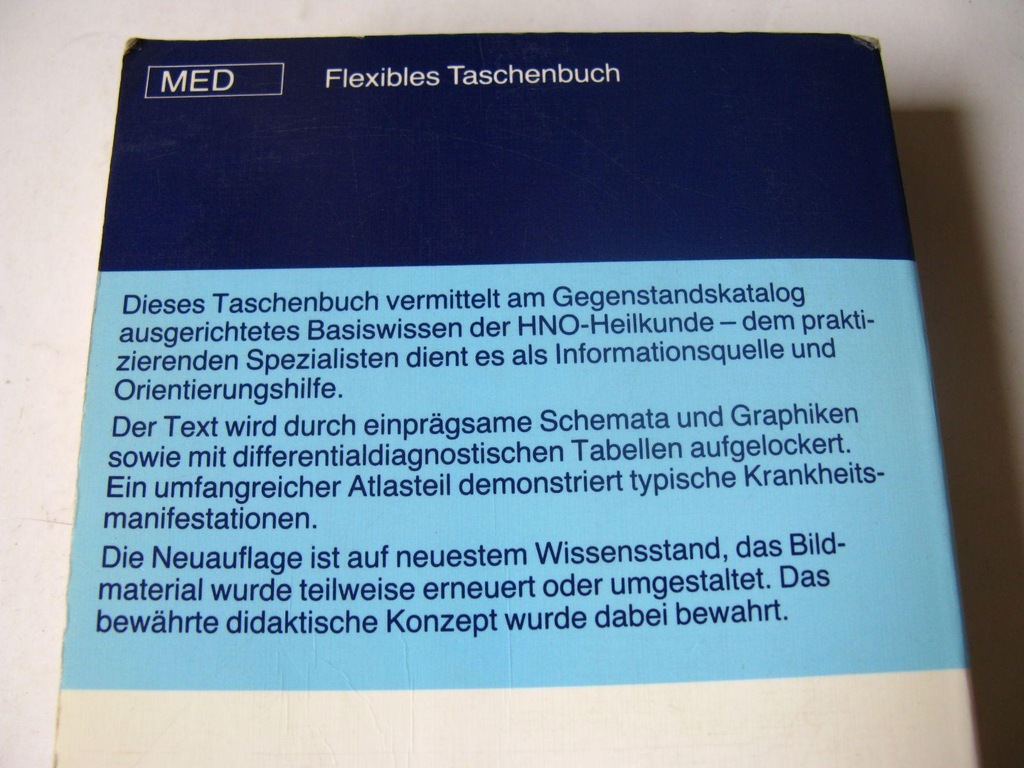 MED Flexibles Taschenbuch
Dieses Taschenbuch vermittelt am Gegenstandskatalog
ausgerichtetes Basiswissen der HNO-Heilkunde – dem prakti-
zierenden Spezialisten dient es als Informationsquelle und
Orientierungshilfe.
Der Text wird durch einprägsame Schemata und Graphiken
sowie mit differentialdiagnostischen Tabellen aufgelockert.
Ein umfangreicher Atlasteil demonstriert typische Krankheits-
manifestationen.
Die Neuauflage ist auf neuestem Wissensstand, das Bild-
material wurde teilweise erneuert oder umgestaltet. Das
bewährte didaktische Konzept wurde dabei bewahrt.